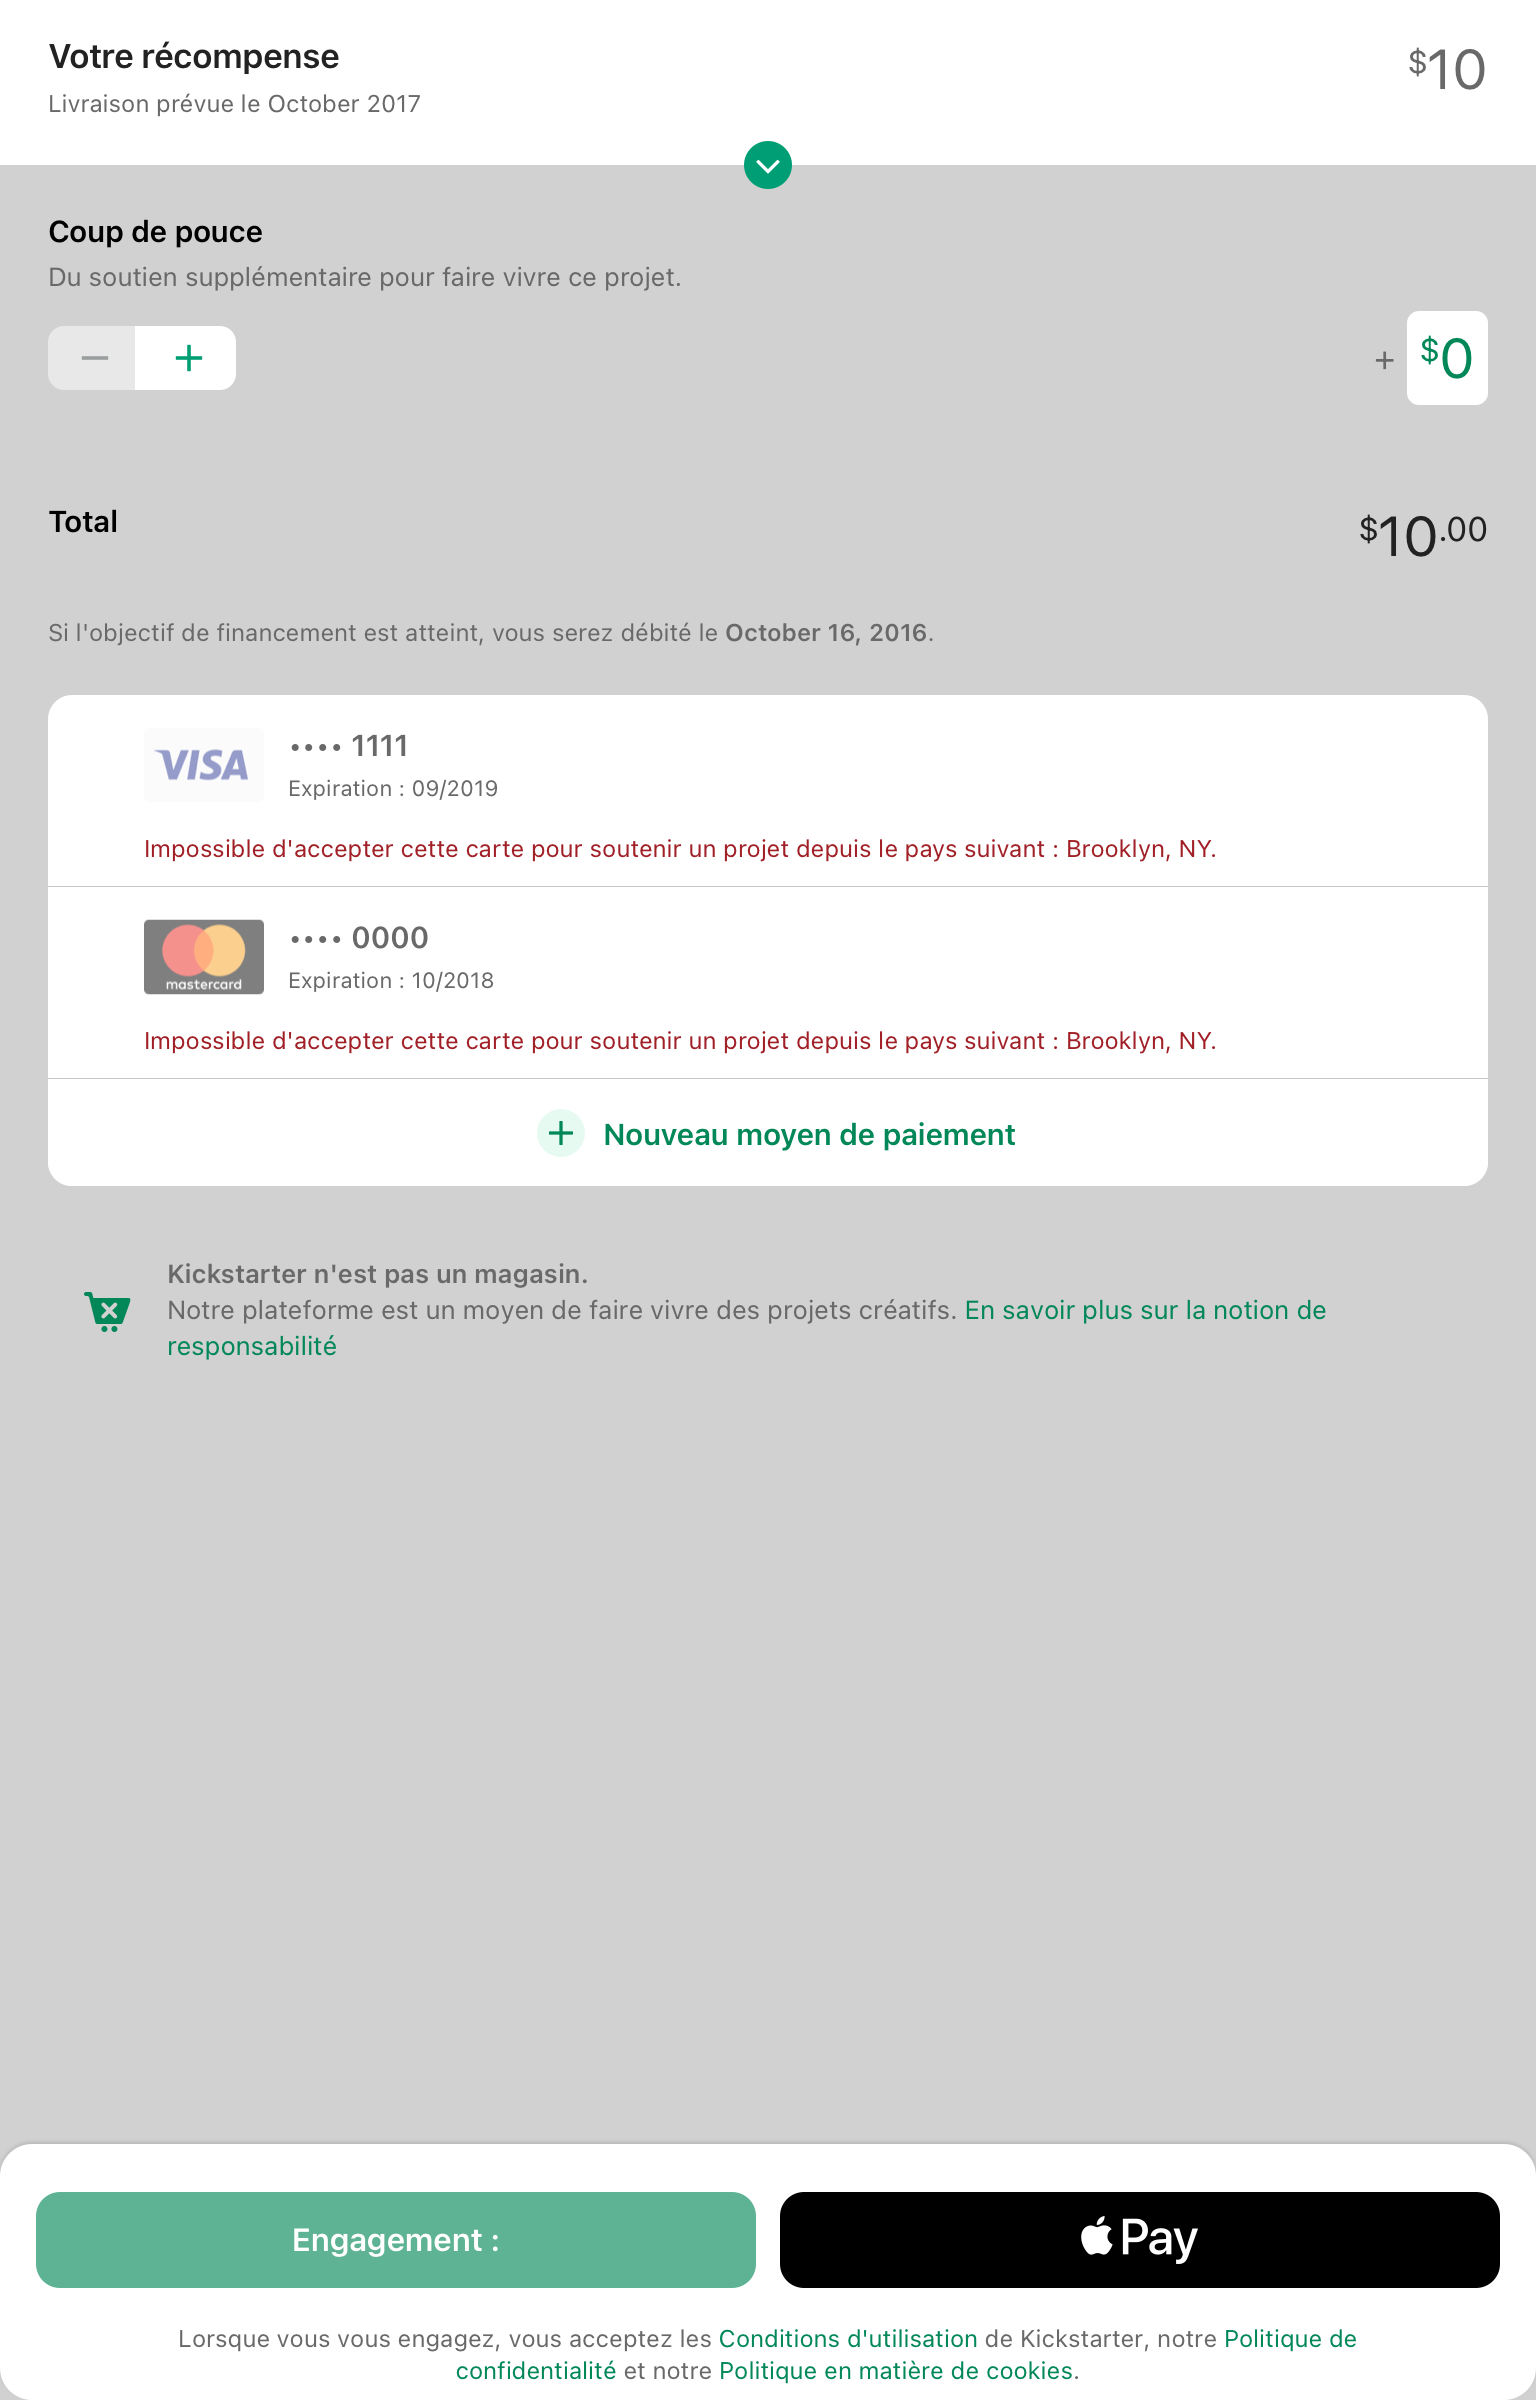 Votre récompense
$10
Livraison prévue le October 2017
Coup de pouce
Du soutien supplémentaire pour faire vivre ce projet.
− +
+ $0
Total
$10.00
Si l'objectif de financement est atteint, vous serez débité le October 16, 2016.
VISA
•••• 1111
Expiration : 09/2019
Impossible d'accepter cette carte pour soutenir un projet depuis le pays suivant : Brooklyn, NY.
mastercard
•••• 0000
Expiration : 10/2018
Impossible d'accepter cette carte pour soutenir un projet depuis le pays suivant : Brooklyn, NY.
+ Nouveau moyen de paiement
Kickstarter n'est pas un magasin.
Notre plateforme est un moyen de faire vivre des projets créatifs. En savoir plus sur la notion de
responsabilité
Engagement :
Pay
Lorsque vous vous engagez, vous acceptez les Conditions d'utilisation de Kickstarter, notre Politique de
confidentialité et notre Politique en matière de cookies.